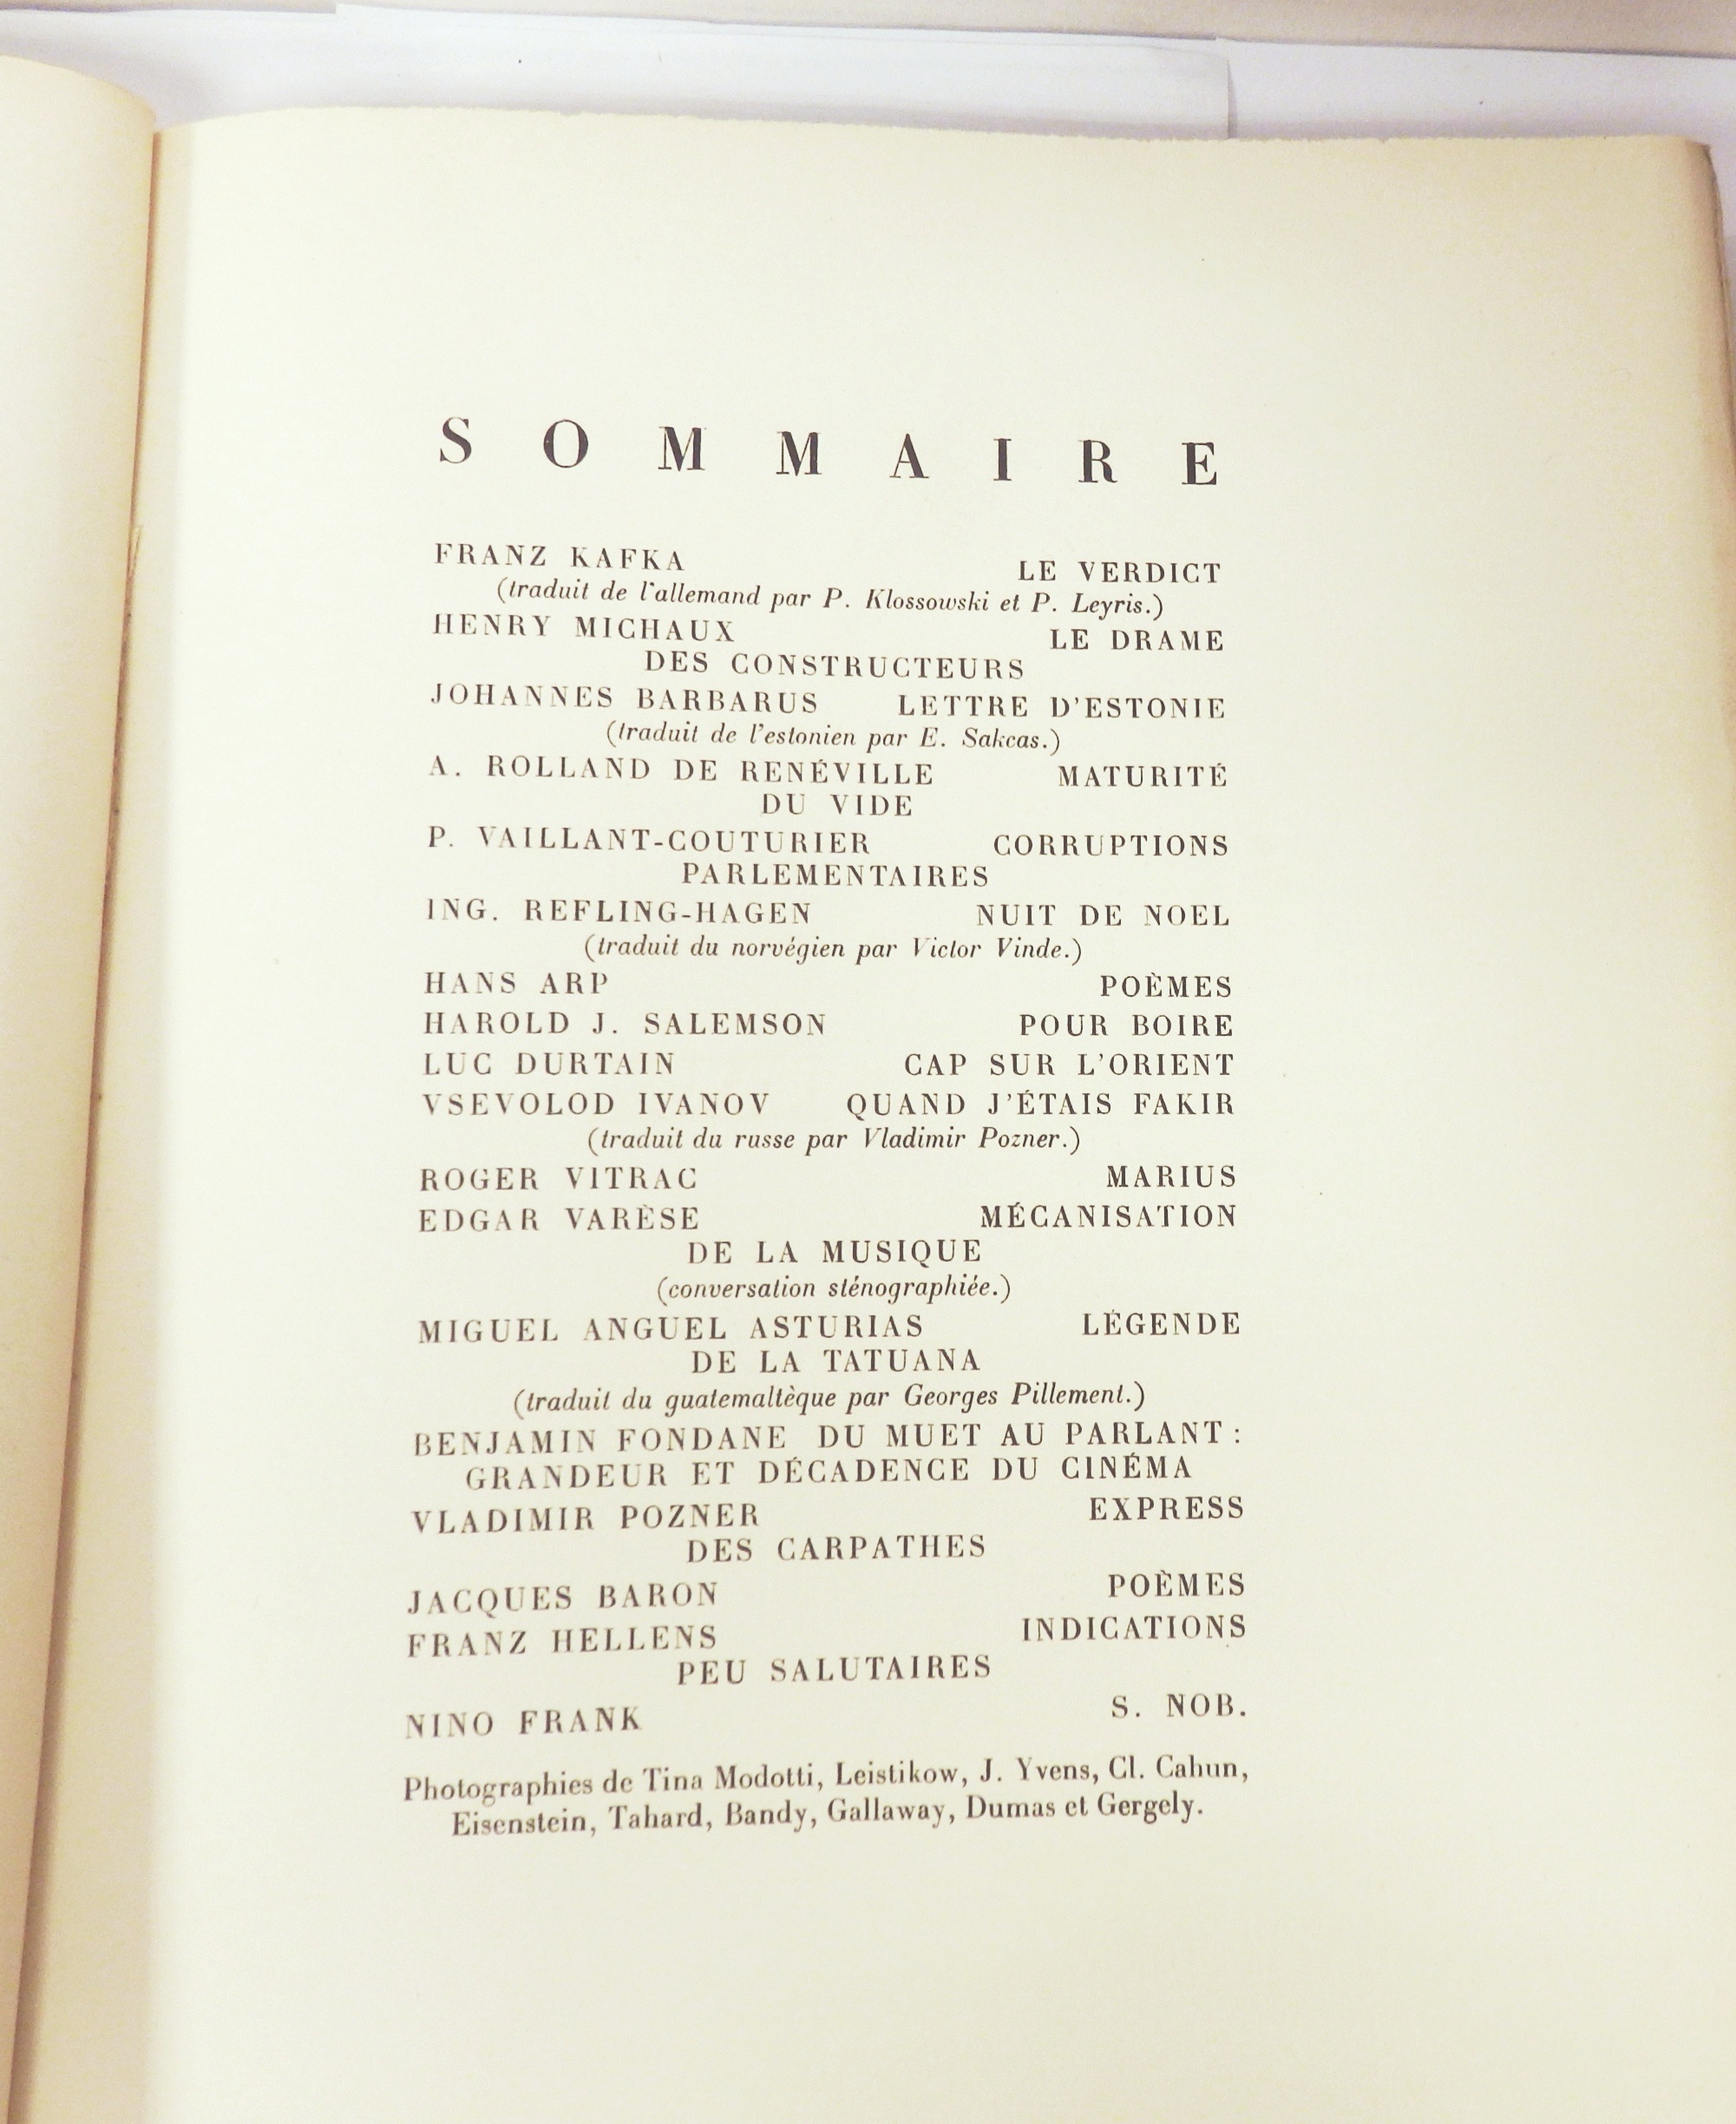 SOMMAIRE
FRANZ KAFKA LE VERDICT
(traduit de l'allemand par P. Klossowski et P. Leyris.)
HENRY MICHAUX LE DRAME
DES CONSTRUCTEURS
JOHANNES BARBARUS LETTRE D'ESTONIE
(traduit de l'estonien par E. Sakcas.)
A. ROLLAND DE RENÉVILLE MATURITÉ
DU VIDE
P. VAILLANT-COUTURIER CORRUPTIONS
PARLEMENTAIRES
ING. REFLING-HAGEN NUIT DE NOEL
(traduit du norvégien par Victor Vinde.)
HANS ARP POÈMES
HAROLD J. SALEMSON POUR BOIRE
LUC DURTAIN CAP SUR L'ORIENT
VSEVOLOD IVANOV QUAND J'ÉTAIS FAKIR
(traduit du russe par Vladimir Pozner.)
ROGER VITRAC MARIUS
EDGAR VARÈSE MÉCANISATION
DE LA MUSIQUE
(conversation sténographiée.)
MIGUEL ANGUEL ASTURIAS LÉGENDE
DE LA TATUANA
(traduit du guatemaltèque par Georges Pillement.)
BENJAMIN FONDANE DU MUET AU PARLANT :
GRANDEUR ET DÉCADENCE DU CINÉMA
VLADIMIR POZNER EXPRESS
DES CARPATHES
JACQUES BARON POÈMES
FRANZ HELLENS INDICATIONS
PEU SALUTAIRES
NINO FRANK S. NOB.
Photographies de Tina Modotti, Leistikow, J. Yvens, Cl. Cahun,
Eisenstein, Tahard, Bandy, Gallaway, Dumas et Gergely.